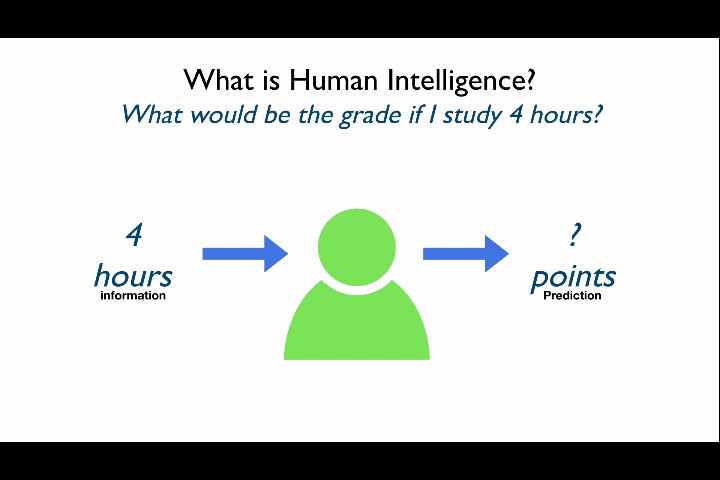 What is Human Intelligence?
What would be the grade if I study 4 hours?
4
hours
information
?
points
Prediction